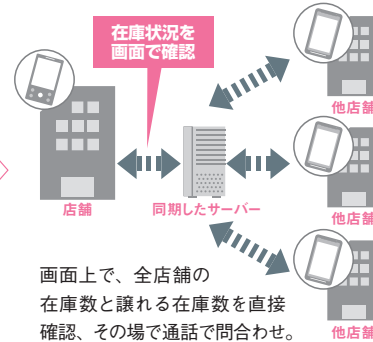 在庫状況を
画面で確認
他店舗
店舗
同期したサーバー
他店舗
画面上で、全店舗の
在庫数と譲れる在庫数を直接
確認、その場で通話で問合わせ。
他店舗